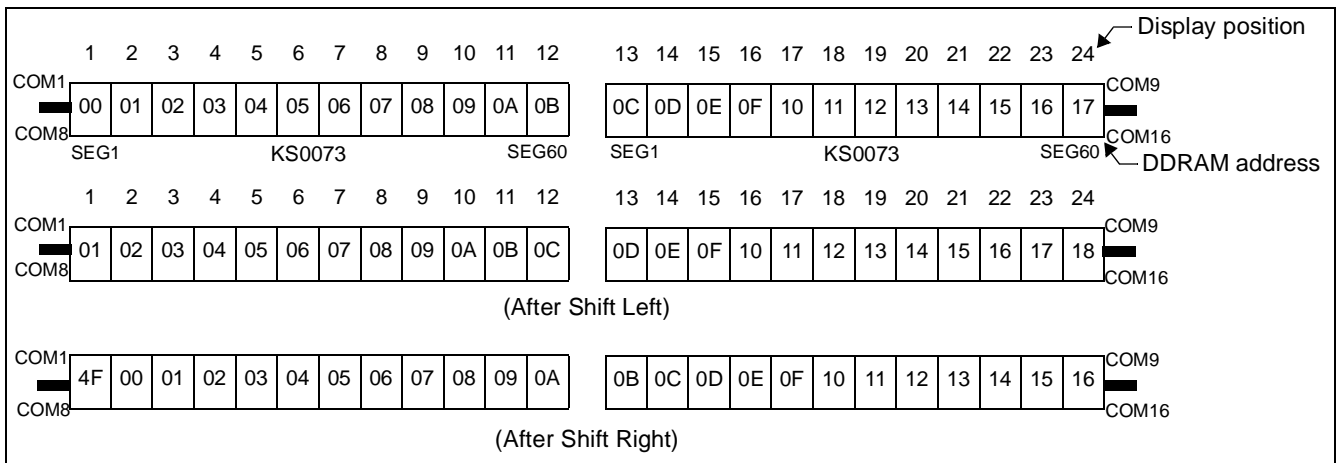 Display position
1 2 3 4 5 6 7 8 9 10 11 12 13 14 15 16 17 18 19 20 21 22 23 24
COM1 COM9
00 01 02 03 04 05 06 07 08 09 0A 0B 0C 0D 0E 0F 10 11 12 13 14 15 16 17
COM8 COM16
SEG1 KS0073 SEG60 SEG1 KS0073 SEG60
DDRAM address
1 2 3 4 5 6 7 8 9 10 11 12 13 14 15 16 17 18 19 20 21 22 23 24
COM1 COM9
01 02 03 04 05 06 07 08 09 0A 0B 0C 0D 0E 0F 10 11 12 13 14 15 16 17 18
COM8 COM16
(After Shift Left)
COM1 COM9
4F 00 01 02 03 04 05 06 07 08 09 0A 0B 0C 0D 0E 0F 10 11 12 13 14 15 16
COM8 COM16
(After Shift Right)